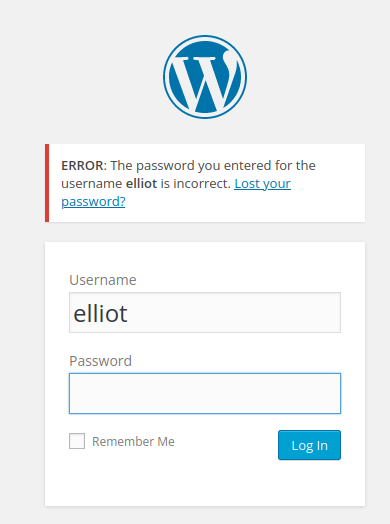 ERROR: The password you entered for the
username elliot is incorrect. Lost your
password?
Username
elliot
Password
Remember Me
Log In